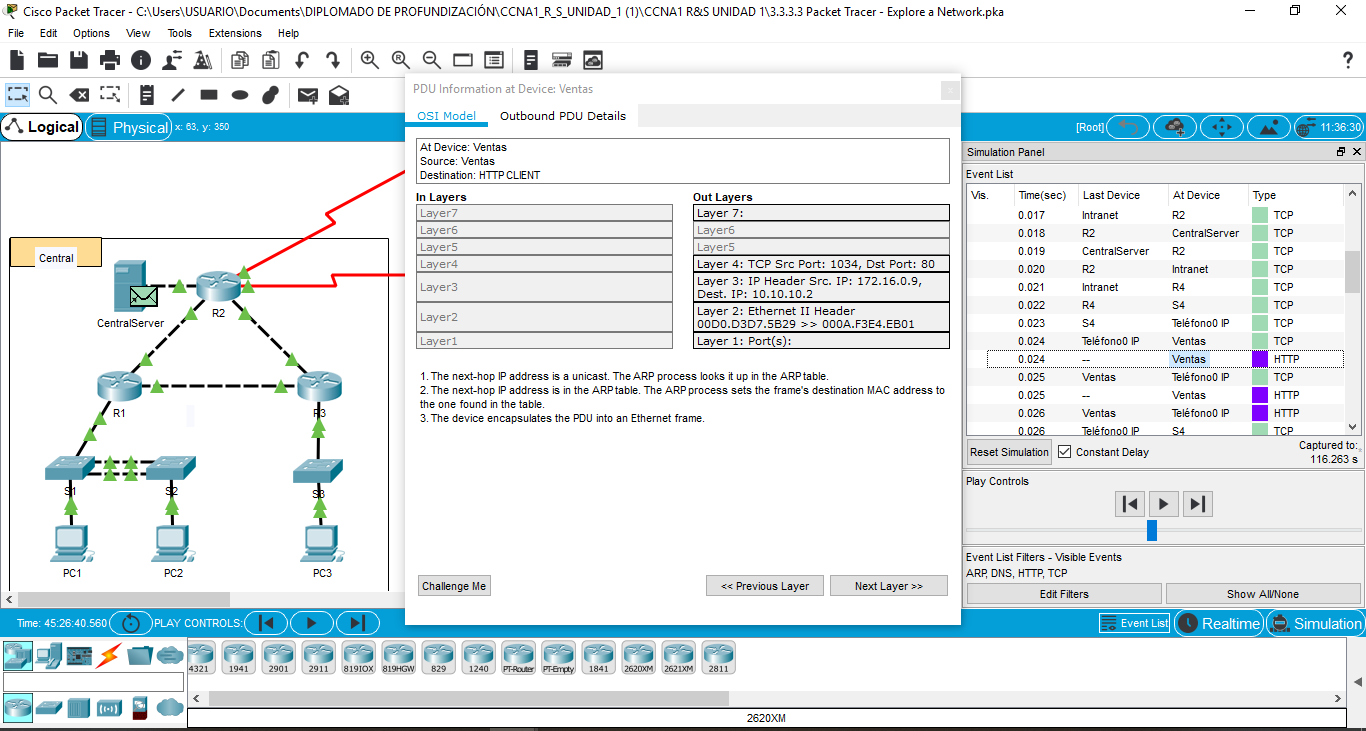 Cisco Packet Tracer - C:\Users\USUARIO\Documents\DIPLOMADO DE PROFUNDIZACIÓN\CCNA1_R_S_UNIDAD_1 (1)\CCNA1 R&S UNIDAD 1\3.3.3.3 Packet Tracer - Explore a Network.pka
File Edit Options View Tools Extensions Help
Logical Physical x: 63, y: 350
[Root] 11:36:30
PDU Information at Device: Ventas
OSI Model Outbound PDU Details
At Device: Ventas
Source: Ventas
Destination: HTTP CLIENT
In Layers Out Layers
Layer7 Layer 7:
Layer6 Layer6
Layer5 Layer5
Layer4 Layer 4: TCP Src Port: 1034, Dst Port: 80
Layer3 Layer 3: IP Header Src. IP: 172.16.0.9,
Dest. IP: 10.10.10.2
Layer2 Layer 2: Ethernet II Header
00D0.D3D7.5B29 >> 000A.F3E4.EB01
Layer1 Layer 1: Port(s):
1. The next-hop IP address is a unicast. The ARP process looks it up in the ARP table.
2. The next-hop IP address is in the ARP table. The ARP process sets the frame's destination MAC address to
the one found in the table.
3. The device encapsulates the PDU into an Ethernet frame.
Challenge Me << Previous Layer Next Layer >>
Central
CentralServer
R2
R1
R3
S1
S2
S3
PC1
PC2
PC3
Simulation Panel
Event List
Vis. Time(sec) Last Device At Device Type
0.017 Intranet R2 TCP
0.018 R2 CentralServer TCP
0.019 CentralServer R2 TCP
0.020 R2 Intranet TCP
0.021 Intranet R4 TCP
0.022 R4 S4 TCP
0.023 S4 Teléfono0 IP TCP
0.024 Teléfono0 IP Ventas TCP
0.024 -- Ventas HTTP
0.025 Ventas Teléfono0 IP TCP
0.025 -- Ventas HTTP
0.026 Ventas Teléfono0 IP TCP
0.026 Teléfono0 IP S4 TCP
Reset Simulation Constant Delay Captured to:
116.263 s
Play Controls
Event List Filters - Visible Events
ARP, DNS, HTTP, TCP
Edit Filters Show All/None
Time: 45:26:40.560 PLAY CONTROLS: Event List Realtime Simulation
4321 1941 2901 2911 819IOX 819HGW 829 1240 PT-Router PT-Empty 1841 2620XM 2621XM 2811
2620XM